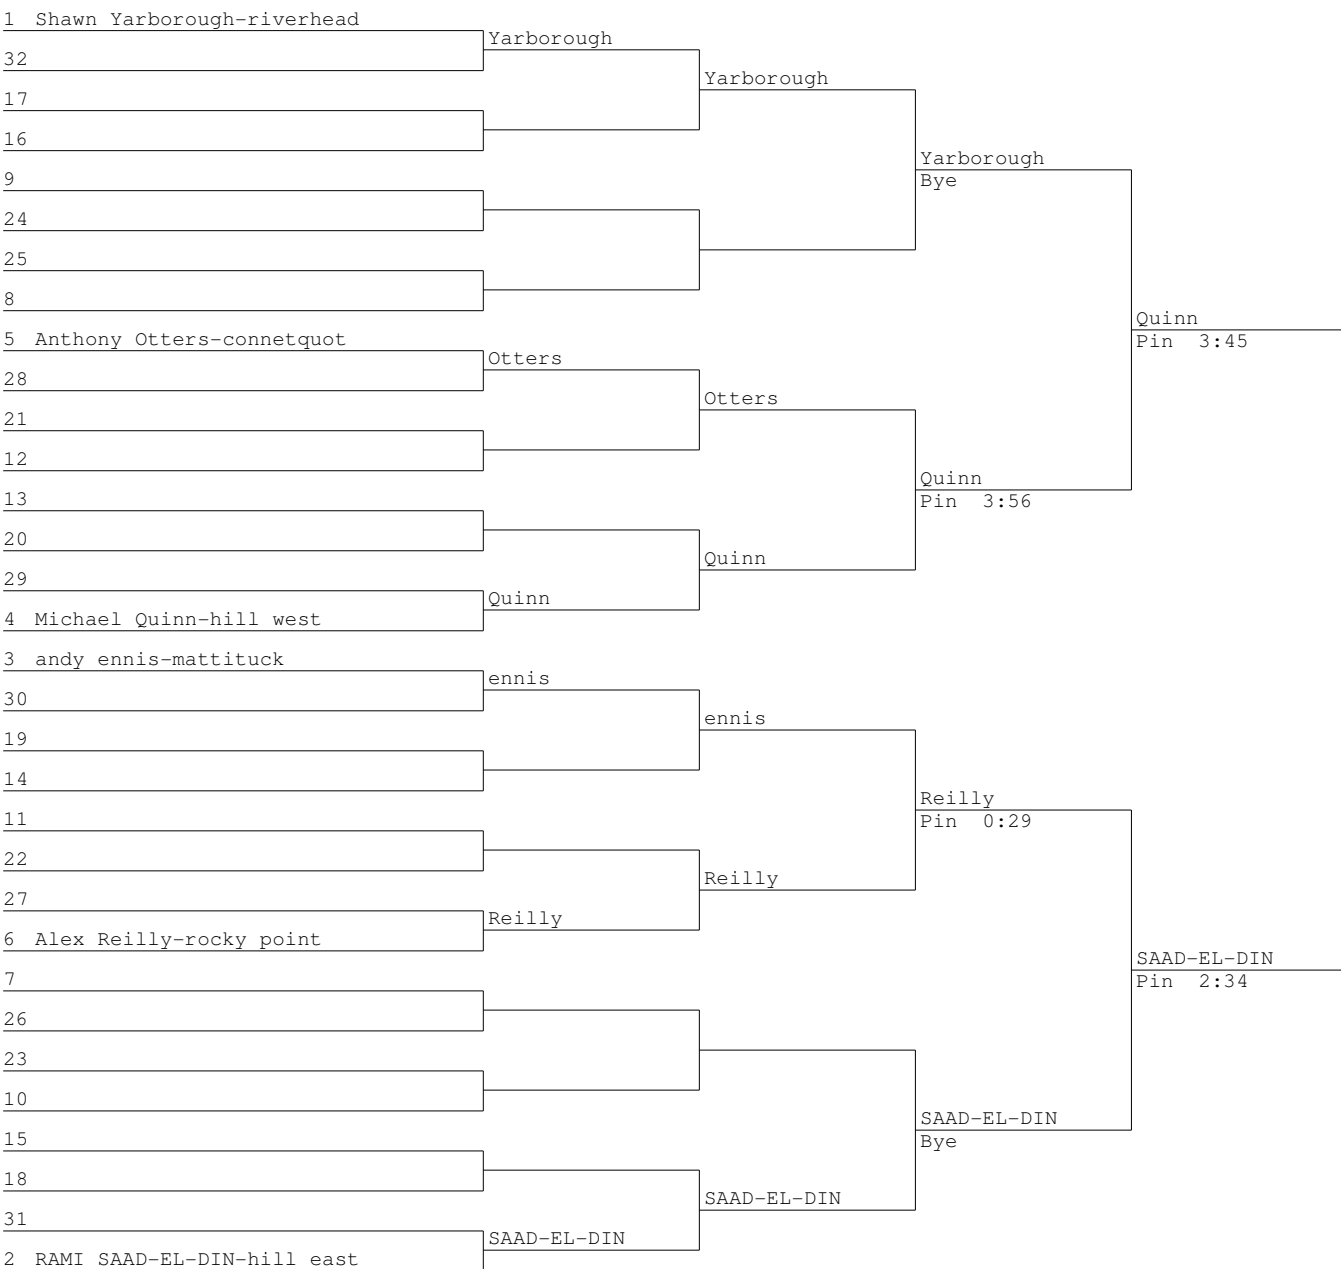 1 Shawn Yarborough-riverhead
Yarborough
32
Yarborough
17
16
Yarborough
Bye
9
24
25
8
Quinn
Pin 3:45
5 Anthony Otters-connetquot
Otters
28
Otters
21
12
Quinn
Pin 3:56
13
20
Quinn
29
Quinn
4 Michael Quinn-hill west
3 andy ennis-mattituck
ennis
30
ennis
19
14
Reilly
Pin 0:29
11
22
Reilly
27
Reilly
6 Alex Reilly-rocky point
SAAD-EL-DIN
Pin 2:34
7
26
23
10
SAAD-EL-DIN
Bye
15
18
SAAD-EL-DIN
31
SAAD-EL-DIN
2 RAMI SAAD-EL-DIN-hill east